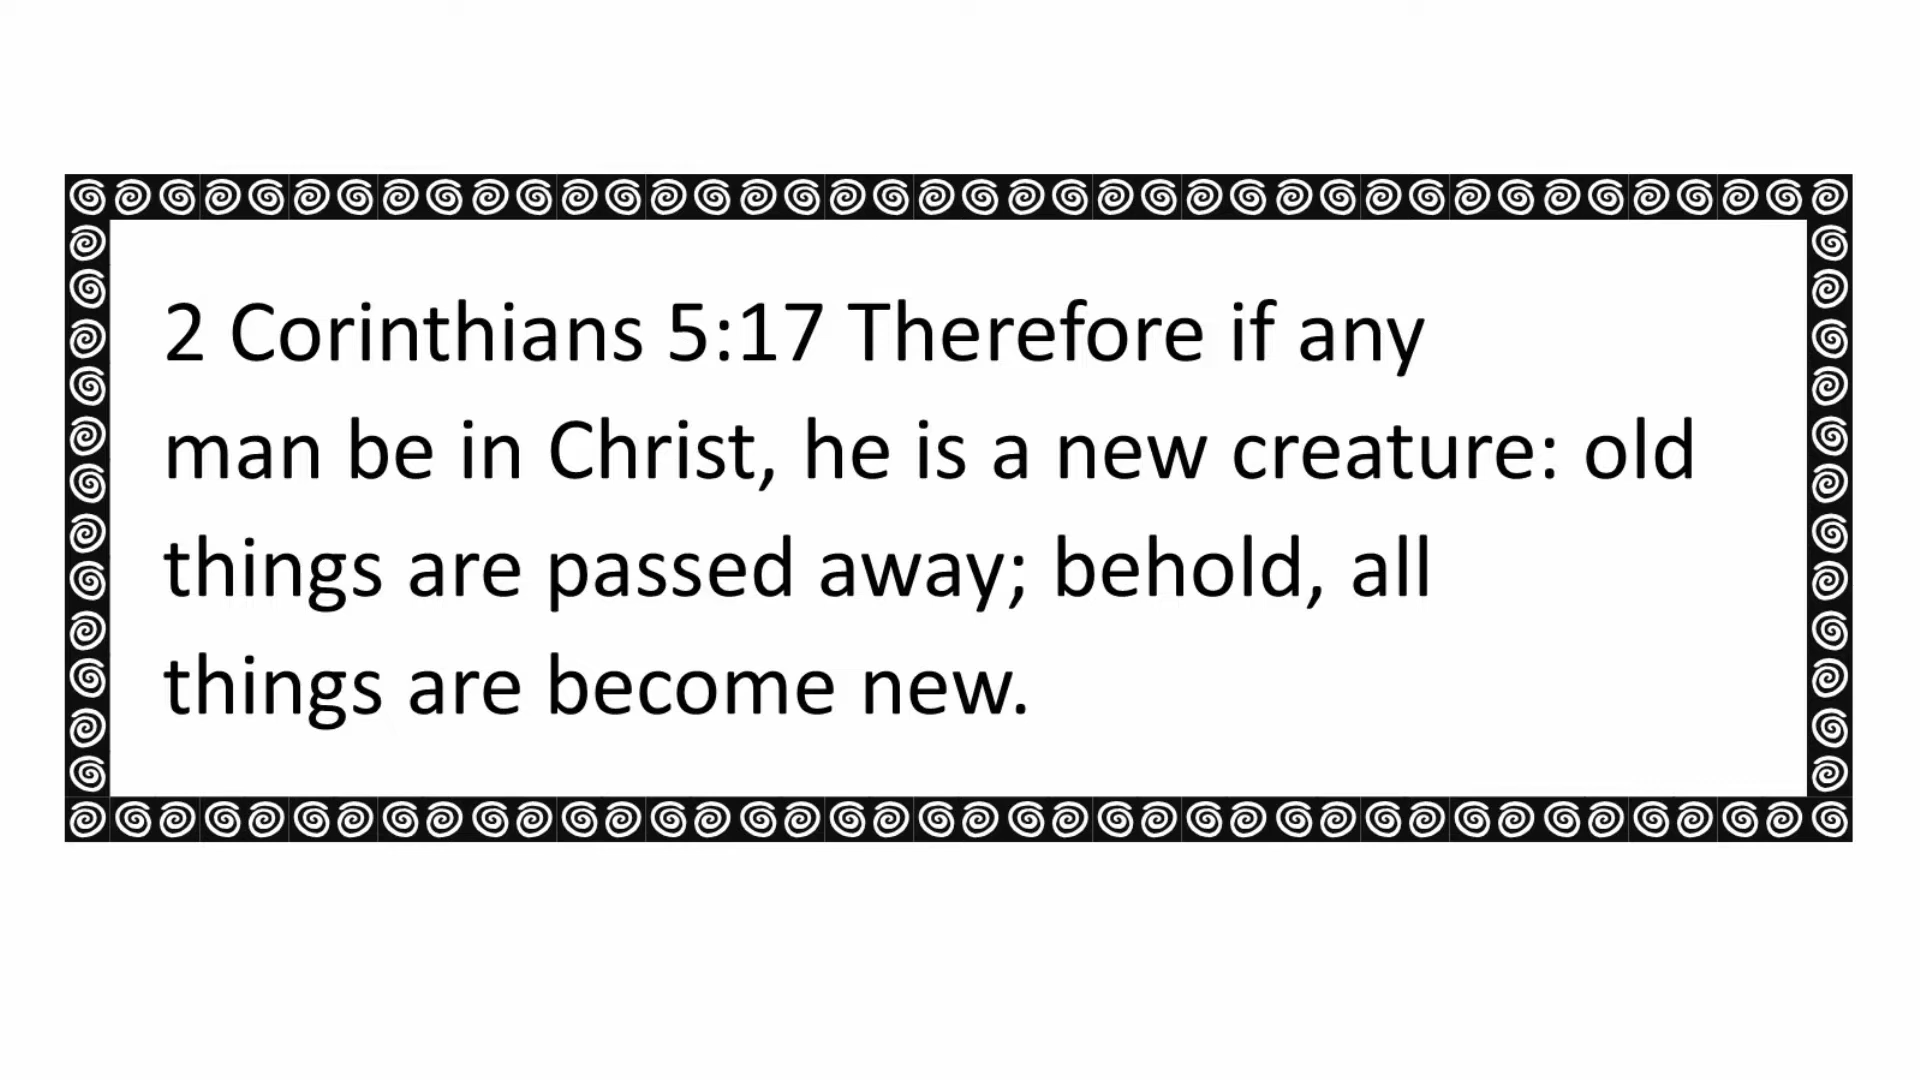 2 Corinthians 5:17 Therefore if any
man be in Christ, he is a new creature: old
things are passed away; behold, all
things are become new.